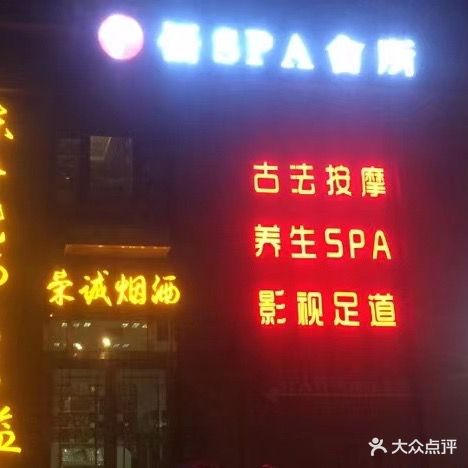 SPA会所
古法按摩
养生SPA
影视足道
荣诚烟酒
益
大众点评